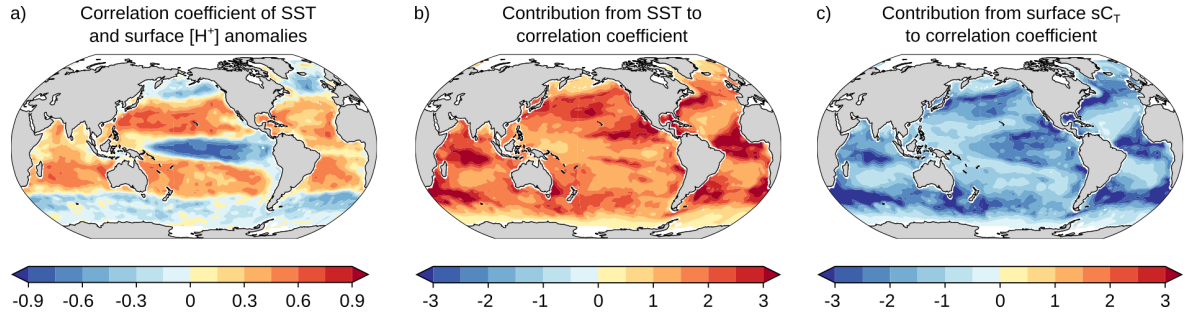 a)
Correlation coefficient of SST
and surface [H⁺] anomalies
b)
Contribution from SST to
correlation coefficient
c)
Contribution from surface sC_T
to correlation coefficient
-0.9 -0.6 -0.3 0 0.3 0.6 0.9
-3 -2 -1 0 1 2 3
-3 -2 -1 0 1 2 3